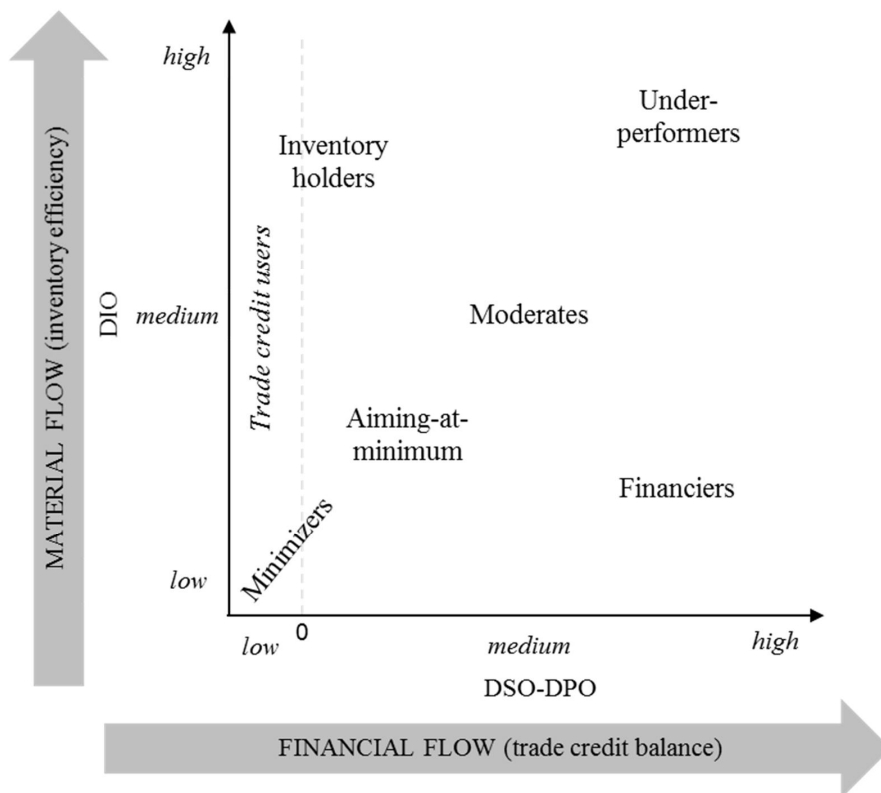 high
Under-
performers
Inventory
holders
MATERIAL FLOW (inventory efficiency)
DIO
Trade credit users
medium
Moderates
Aiming-at-
minimum
Financiers
Minimizers
low
low
0
medium
high
DSO-DPO
FINANCIAL FLOW (trade credit balance)